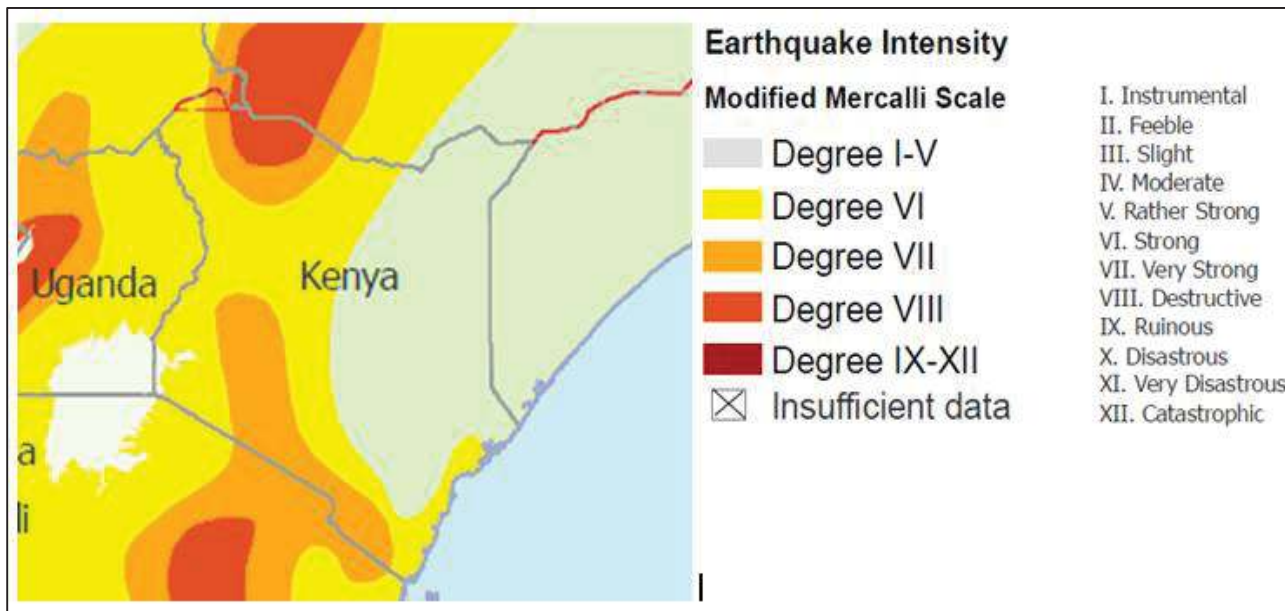 Uganda
Kenya
a
li
Earthquake Intensity
Modified Mercalli Scale
Degree I-V
Degree VI
Degree VII
Degree VIII
Degree IX-XII
Insufficient data
I. Instrumental
II. Feeble
III. Slight
IV. Moderate
V. Rather Strong
VI. Strong
VII. Very Strong
VIII. Destructive
IX. Ruinous
X. Disastrous
XI. Very Disastrous
XII. Catastrophic